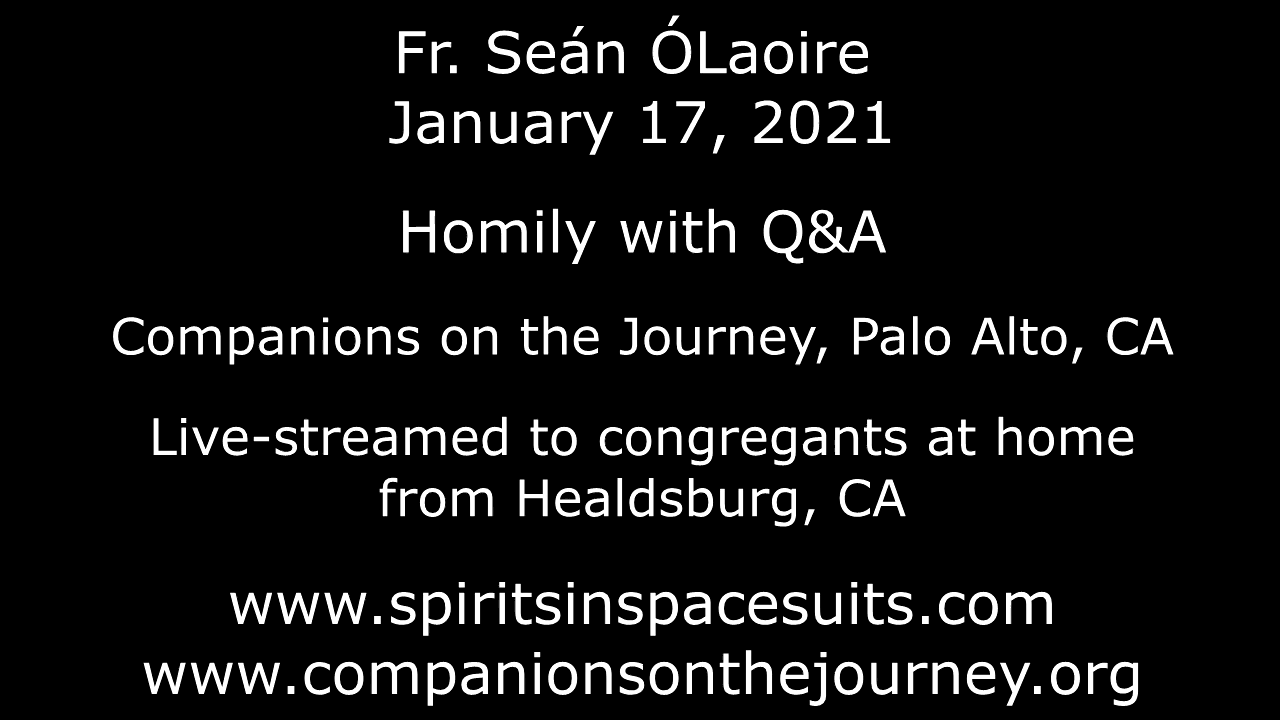 Fr. Seán ÓLaoire
January 17, 2021
Homily with Q&A
Companions on the Journey, Palo Alto, CA
Live-streamed to congregants at home
from Healdsburg, CA
www.spiritsinspacesuits.com
www.companionsonthejourney.org